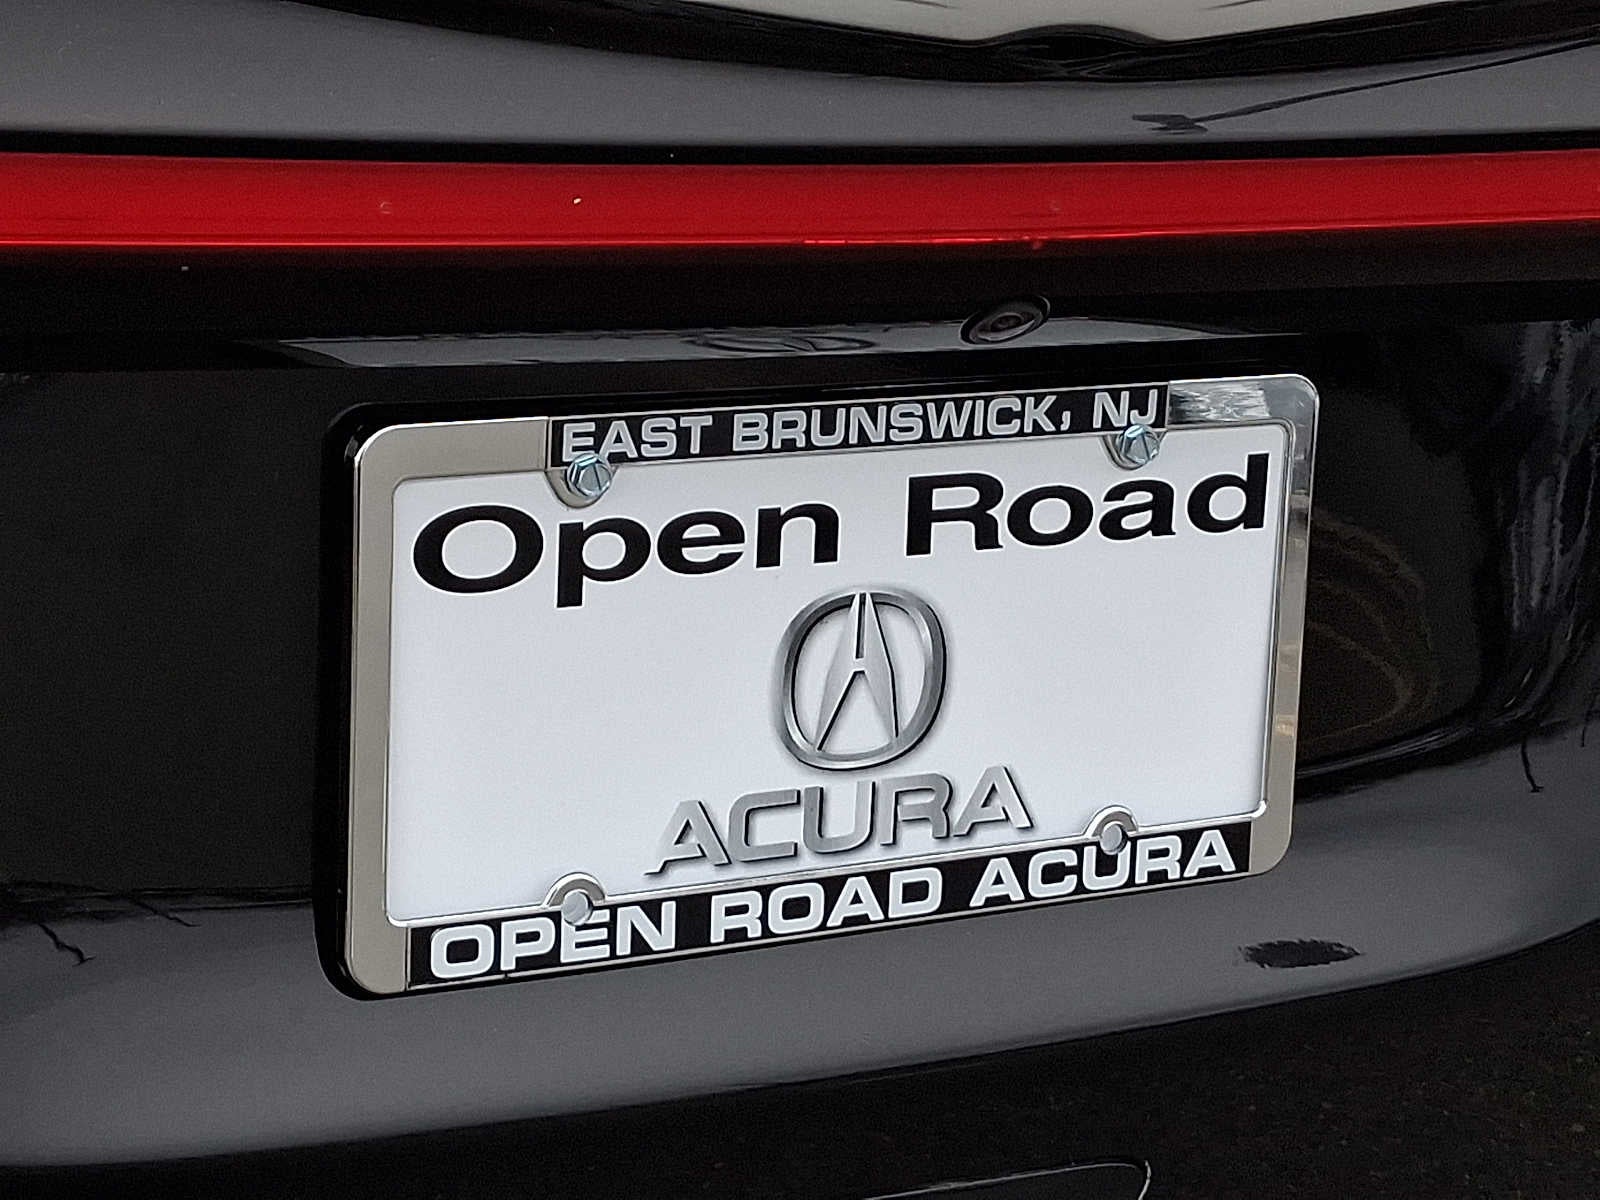 EAST BRUNSWICK, NJ
Open Road
ACURA
OPEN ROAD ACURA